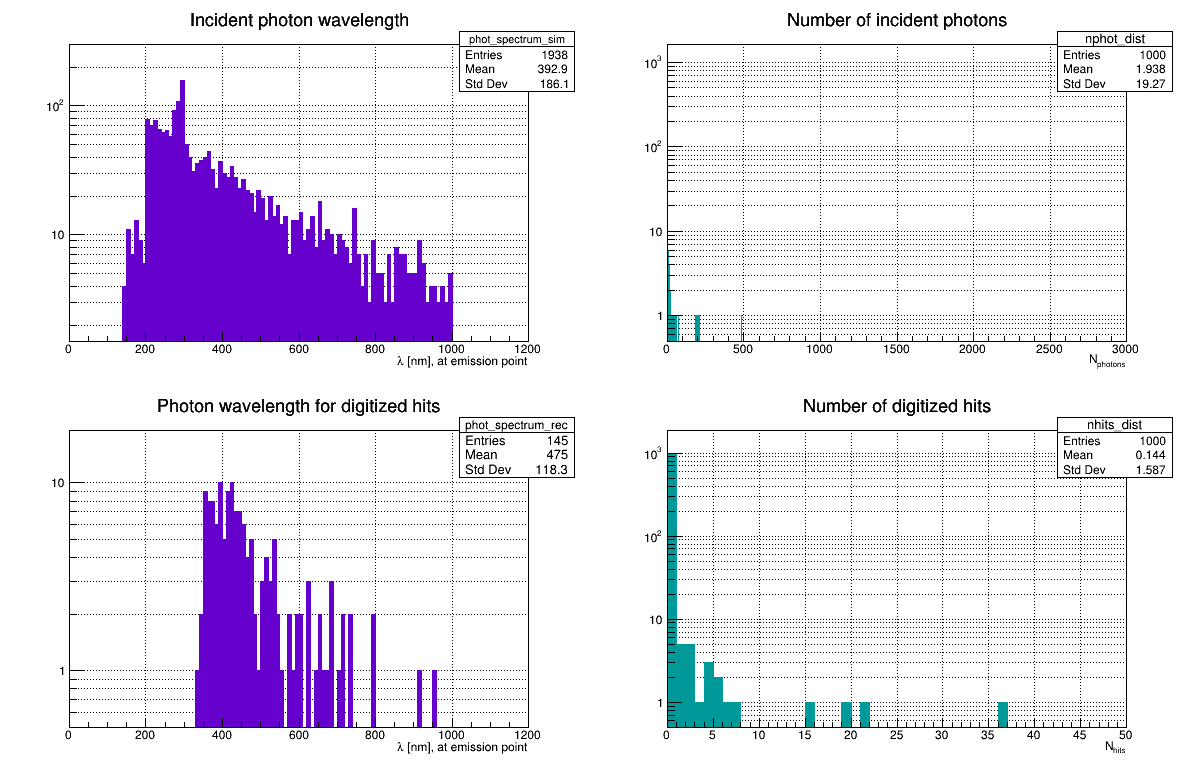 Incident photon wavelength
phot_spectrum_sim
Entries 1938
Mean 392.9
Std Dev 186.1
10²
10
0 200 400 600 800 1000 1200
λ [nm], at emission point
Number of incident photons
nphot_dist
Entries 1000
Mean 1.938
Std Dev 19.27
10³
10²
10
1
0 500 1000 1500 2000 2500 3000
Nphotons
Photon wavelength for digitized hits
phot_spectrum_rec
Entries 145
Mean 475
Std Dev 118.3
10
1
0 200 400 600 800 1000 1200
λ [nm], at emission point
Number of digitized hits
nhits_dist
Entries 1000
Mean 0.144
Std Dev 1.587
10³
10²
10
1
0 5 10 15 20 25 30 35 40 45 50
Nhits